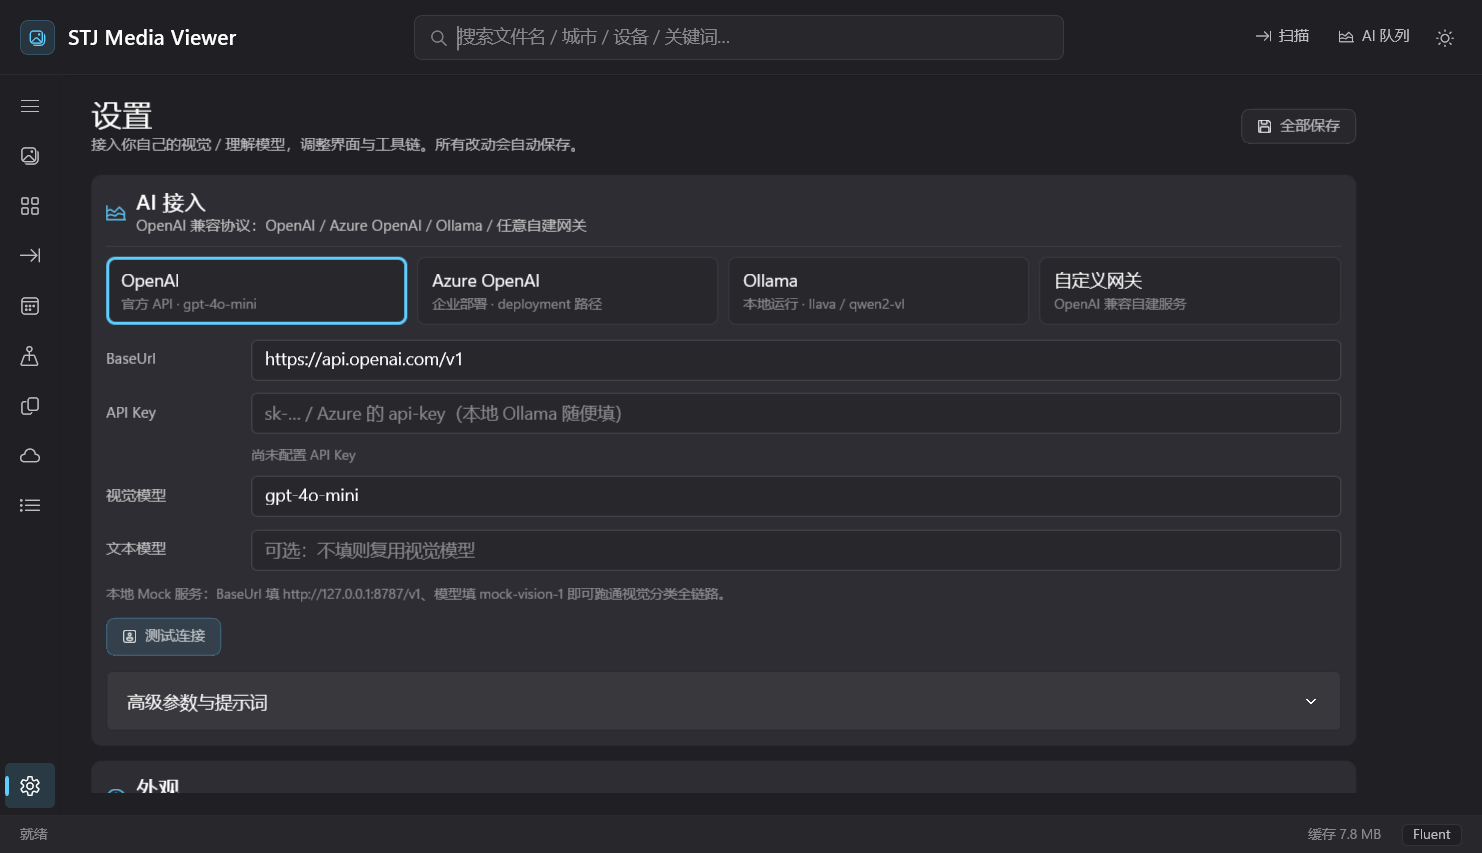 STJ Media Viewer
搜索文件名 / 城市 / 设备 / 关键词...
扫描
AI 队列
设置
接入你自己的视觉 / 理解模型，调整界面与工具链。所有改动会自动保存。
全部保存
AI 接入
OpenAI 兼容协议：OpenAI / Azure OpenAI / Ollama / 任意自建网关
OpenAI
官方 API · gpt-4o-mini
Azure OpenAI
企业部署 · deployment 路径
Ollama
本地运行 · llava / qwen2-vl
自定义网关
OpenAI 兼容自建服务
BaseUrl
https://api.openai.com/v1
API Key
sk-... / Azure 的 api-key（本地 Ollama 随便填）
尚未配置 API Key
视觉模型
gpt-4o-mini
文本模型
可选：不填则复用视觉模型
本地 Mock 服务：BaseUrl 填 http://127.0.0.1:8787/v1、模型填 mock-vision-1 即可跑通视觉分类全链路。
测试连接
高级参数与提示词
外观
就绪
缓存 7.8 MB
Fluent